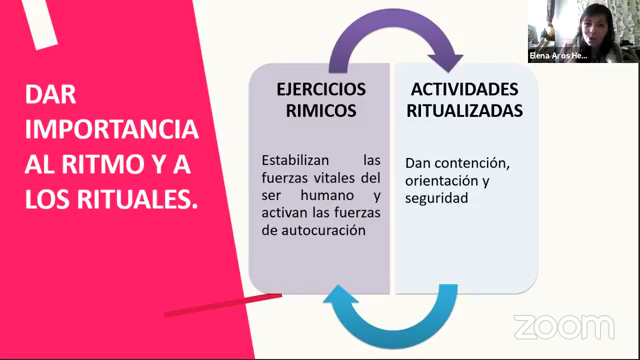 DAR
IMPORTANCIA
AL RITMO Y A
LOS RITUALES.
EJERCICIOS
RIMICOS
Estabilizan las
fuerzas vitales del
ser humano y
activan las fuerzas
de autocuración
ACTIVIDADES
RITUALIZADAS
Dan contención,
orientación y
seguridad
Elena Aros He...
zoom